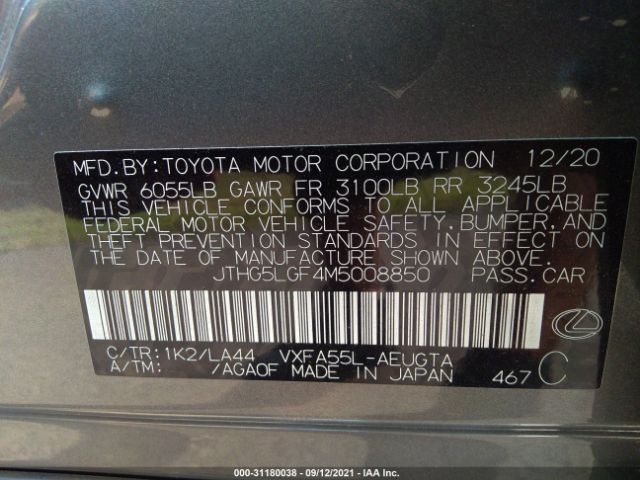 MFD.BY:TOYOTA MOTOR CORPORATION 12/20
GVWR 6055LB GAWR FR 3100LB RR 3245LB
THIS VEHICLE CONFORMS TO ALL APPLICABLE
FEDERAL MOTOR VEHICLE SAFETY,BUMPER,AND
THEFT PREVENTION STANDARDS IN EFFECT ON
THE DATE OF MANUFACTURE SHOWN ABOVE.
JTHG5LGF4M5008850 PASS.CAR
C/TR:1K2/LA44 VXFA55L-AEUGTA
A/TM: /AGAOF MADE IN JAPAN 467 C
000-31180038 - 09/12/2021 - IAA Inc.